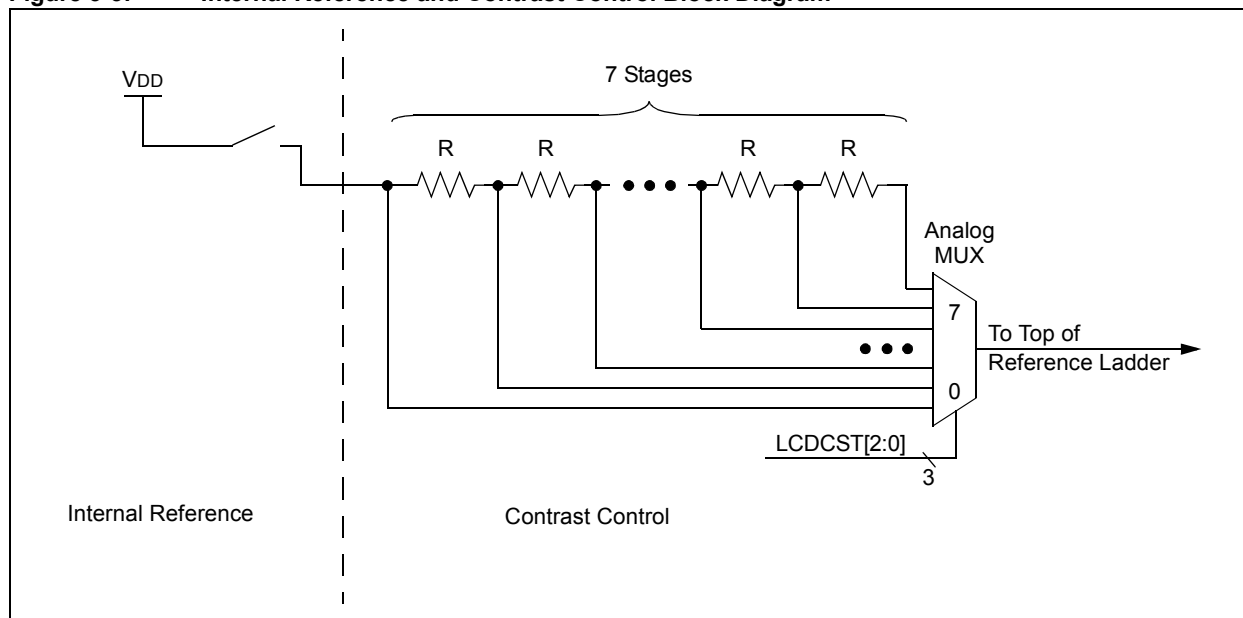 VDD
7 Stages
R
R
R
R
Analog
MUX
7
To Top of
Reference Ladder
0
LCDCST[2:0]
3
Internal Reference
Contrast Control